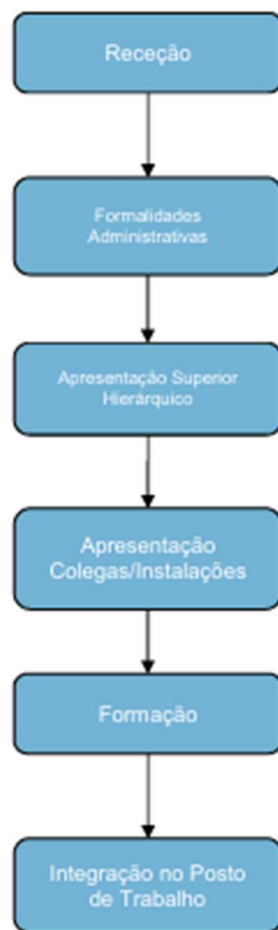 Receção
Formalidades
Administrativas
Apresentação Superior
Hierárquico
Apresentação
Colegas/Instalações
Formação
Integração no Posto
de Trabalho